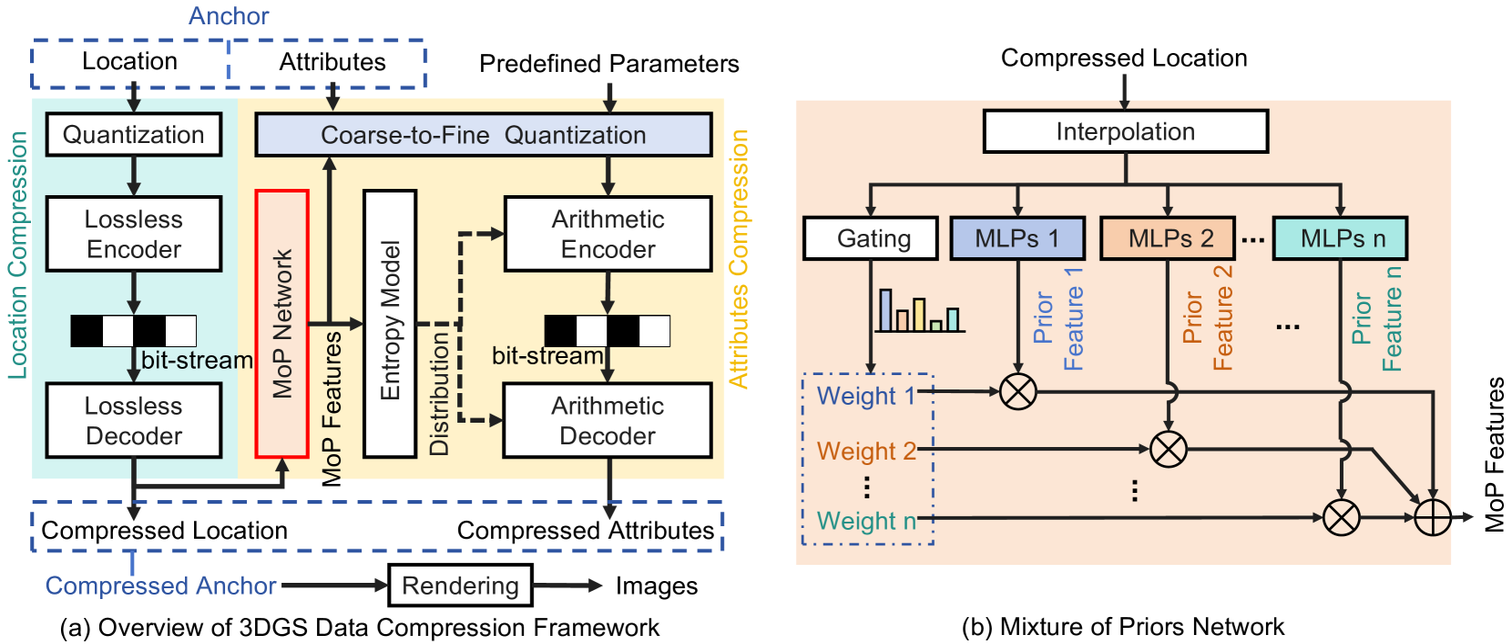 Anchor
Location
Attributes
Predefined Parameters
Location Compression
Quantization
Coarse-to-Fine Quantization
Lossless
Encoder
bit-stream
Lossless
Decoder
MoP Network
MoP Features
Entropy Model
Distribution
Arithmetic
Encoder
bit-stream
Arithmetic
Decoder
Attributes Compression
Compressed Location
Compressed Attributes
Compressed Anchor
Rendering
Images
(a) Overview of 3DGS Data Compression Framework
Compressed Location
Interpolation
Gating
MLPs 1
MLPs 2
...
MLPs n
Prior
Feature 1
Prior
Feature 2
...
Prior
Feature n
Weight 1
Weight 2
...
Weight n
...
MoP Features
(b) Mixture of Priors Network